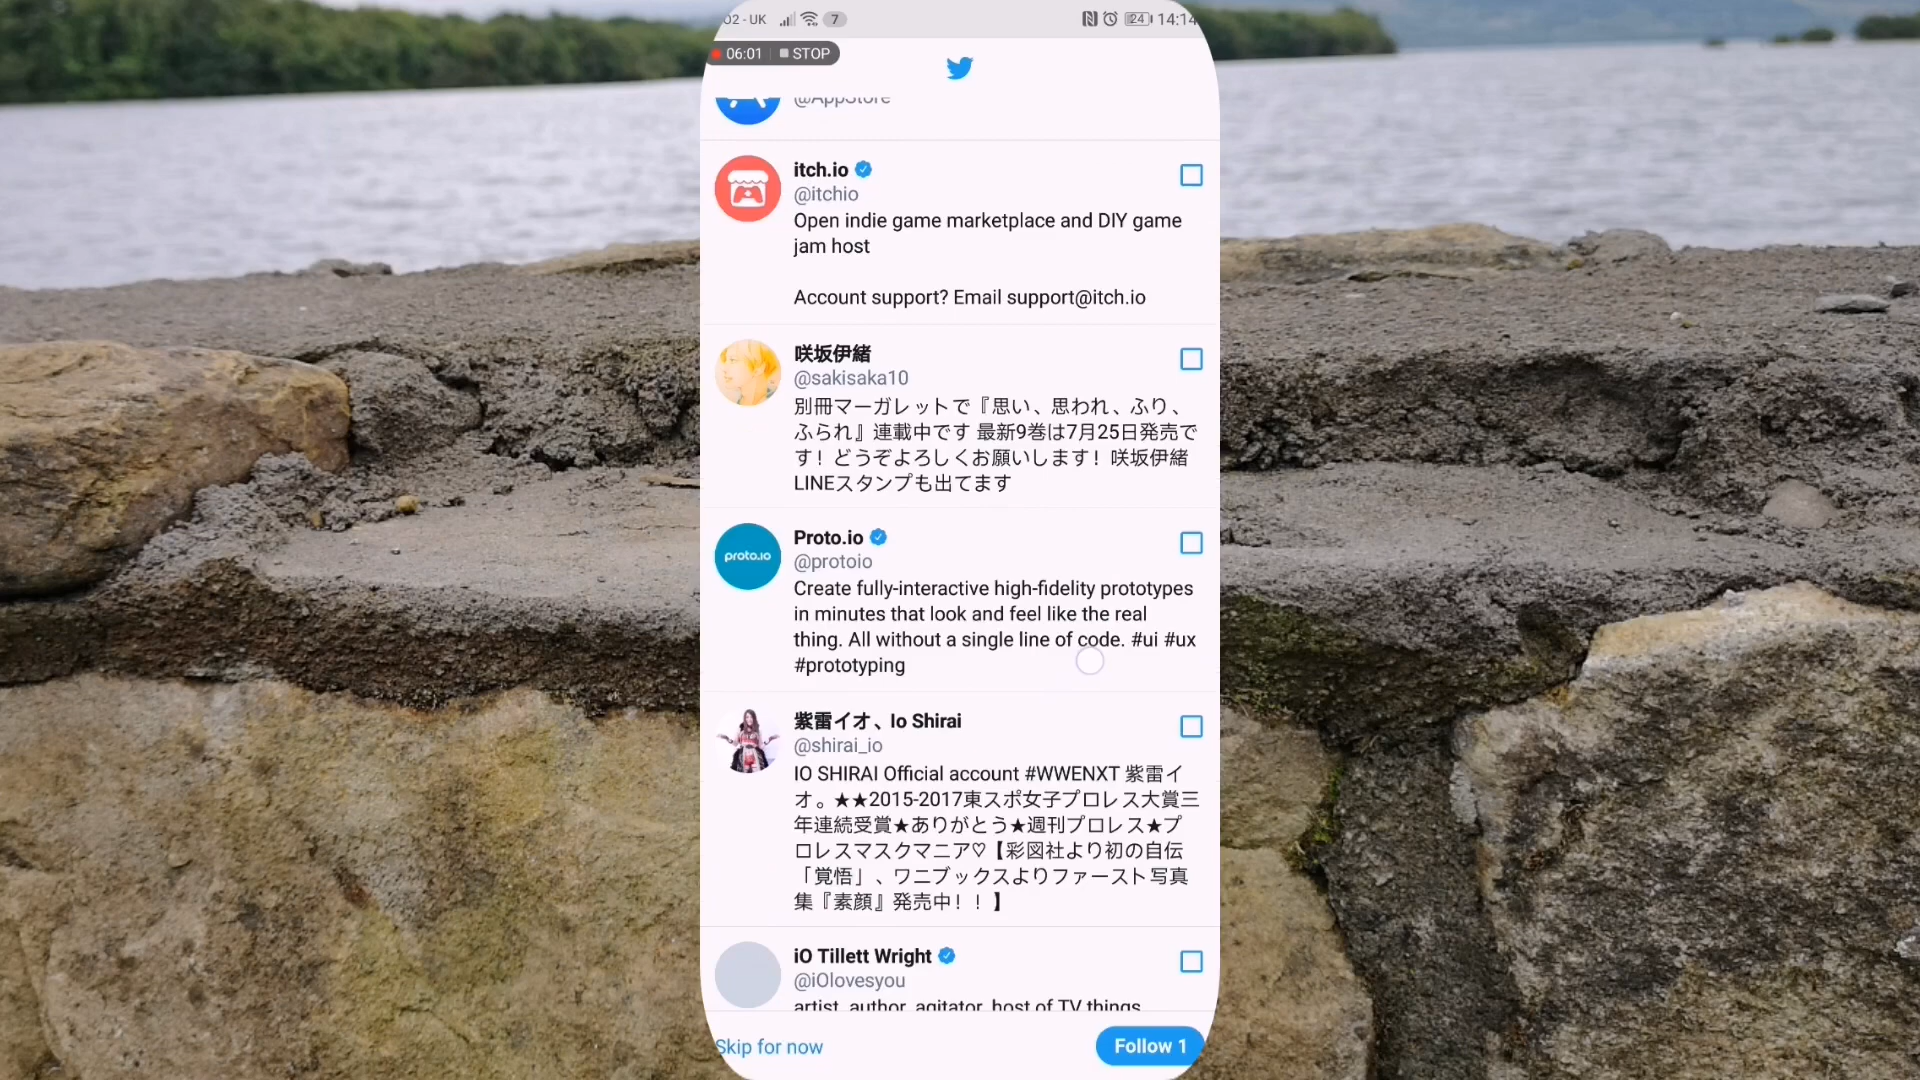 O2 - UK 7 24 14:14
06:01 STOP
@AppStore
itch.io
@itchio
Open indie game marketplace and DIY game
jam host
Account support? Email support@itch.io
咲坂伊緒
@sakisaka10
別冊マーガレットで『思い、思われ、ふり、
ふられ』連載中です 最新9巻は7月25日発売で
す！どうぞよろしくお願いします！咲坂伊緒
LINEスタンプも出てます
proto.io
Proto.io
@protoio
Create fully-interactive high-fidelity prototypes
in minutes that look and feel like the real
thing. All without a single line of code. #ui #ux
#prototyping
紫雷イオ、Io Shirai
@shirai_io
IO SHIRAI Official account #WWENXT 紫雷イ
オ。★★2015-2017東スポ女子プロレス大賞三
年連続受賞★ありがとう★週刊プロレス★プ
ロレスマスクマニア♡【彩図社より初の自伝
「覚悟」、ワニブックスよりファースト写真
集『素顔』発売中！！】
iO Tillett Wright
@iOlovesyou
artist, author, agitator, host of TV things
Skip for now
Follow 1